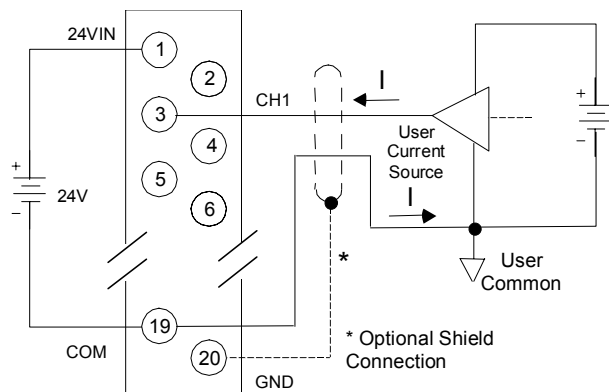 24VIN
1
2
I
3
CH1
+
4
User
Current
Source
+
24V
5
−
−
6
I
*
User
Common
19
COM
20
GND
* Optional Shield
Connection